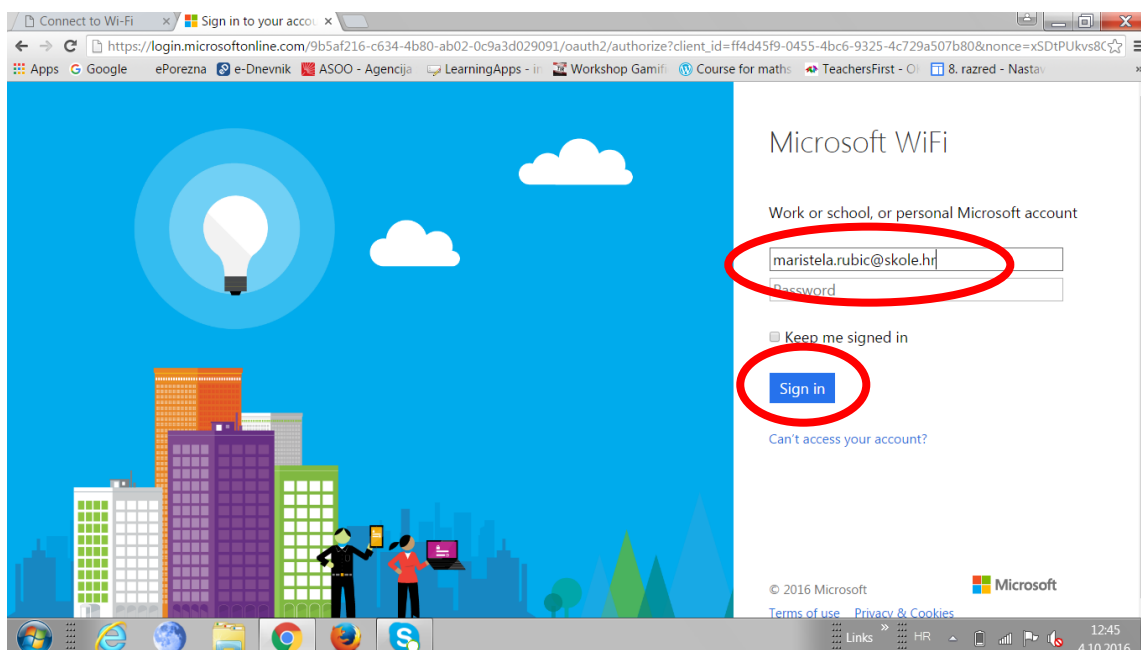 Connect to Wi-Fi
Sign in to your accou
https://login.microsoftonline.com/9b5af216-c634-4b80-ab02-0c9a3d029091/oauth2/authorize?client_id=ff4d45f9-0455-4bc6-9325-4c729a507b80&nonce=xSDtPUkvs8C
Apps Google ePorezna e-Dnevnik ASOO - Agencija LearningApps - in Workshop Gamifi Course for maths TeachersFirst - O 8. razred - Nastav
Microsoft WiFi
Work or school, or personal Microsoft account
maristela.rubic@skole.hr
Password
Keep me signed in
Sign in
Can't access your account?
© 2016 Microsoft
Microsoft
Terms of use Privacy & Cookies
Links HR 12:45
4.10.2016